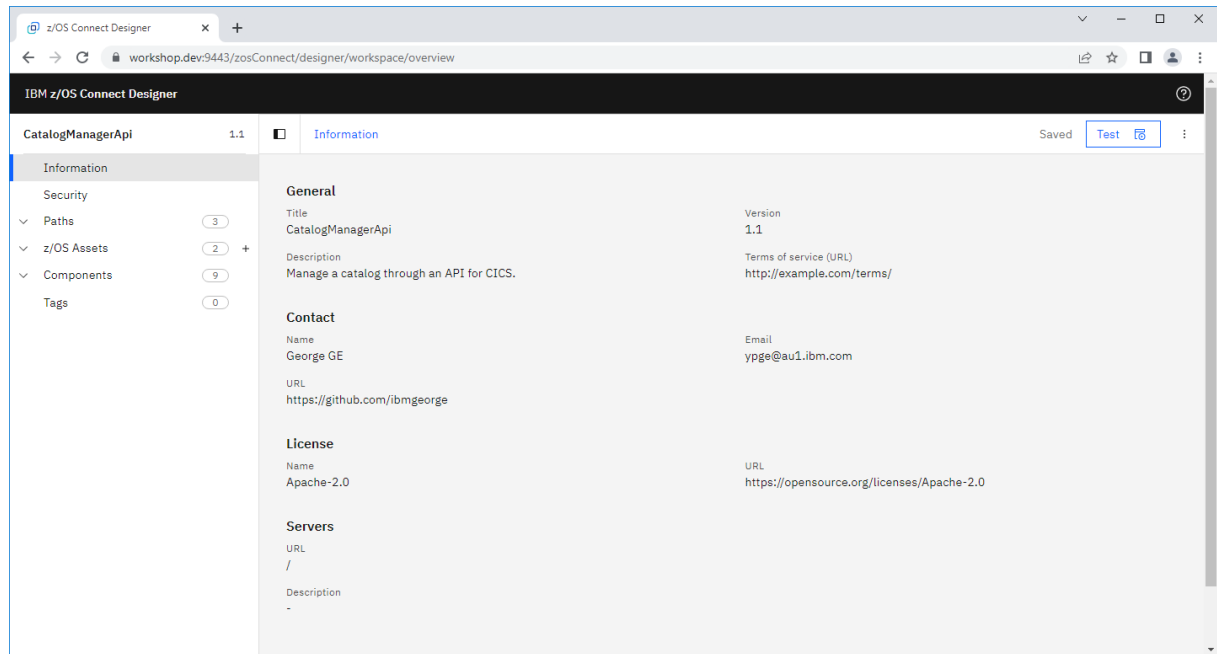 z/OS Connect Designer
workshop.dev:9443/zosConnect/designer/workspace/overview
IBM z/OS Connect Designer
CatalogManagerApi 1.1
Information
Security
Paths 3
z/OS Assets 2 +
Components 9
Tags 0
Information Saved Test
General
Title Version
CatalogManagerApi 1.1
Description Terms of service (URL)
Manage a catalog through an API for CICS. http://example.com/terms/
Contact
Name Email
George GE ypge@au1.ibm.com
URL
https://github.com/ibmgeorge
License
Name URL
Apache-2.0 https://opensource.org/licenses/Apache-2.0
Servers
URL
/
Description
-